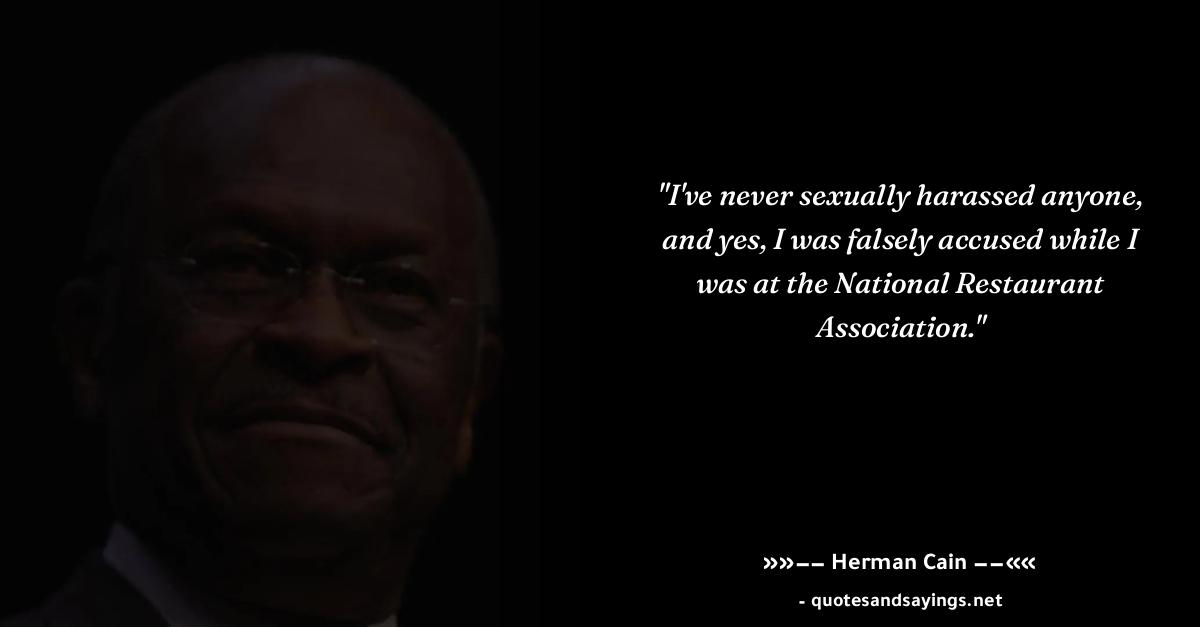 "I've never sexually harassed anyone,
and yes, I was falsely accused while I
was at the National Restaurant
Association."
»»−− Herman Cain −−««
- quotesandsayings.net